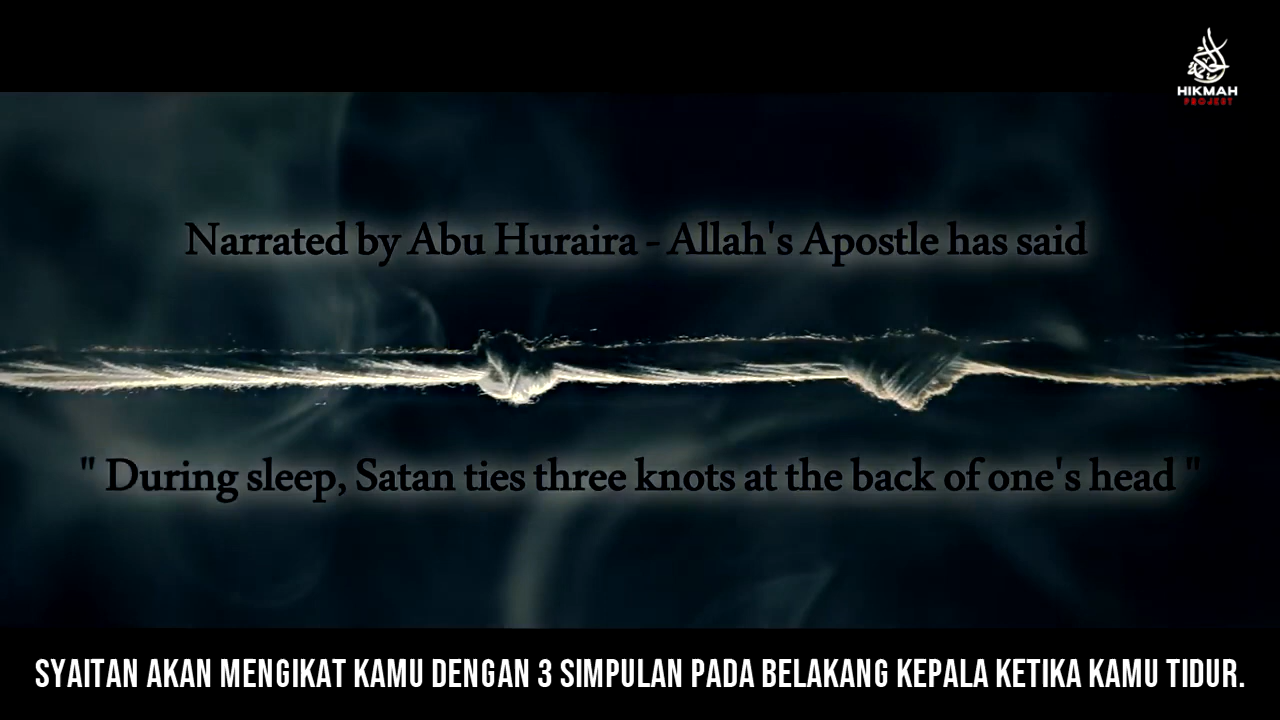 HIKMAH
PROJEKT
Narrated by Abu Huraira - Allah's Apostle has said
" During sleep, Satan ties three knots at the back of one's head "
SYAITAN AKAN MENGIKAT KAMU DENGAN 3 SIMPULAN PADA BELAKANG KEPALA KETIKA KAMU TIDUR.